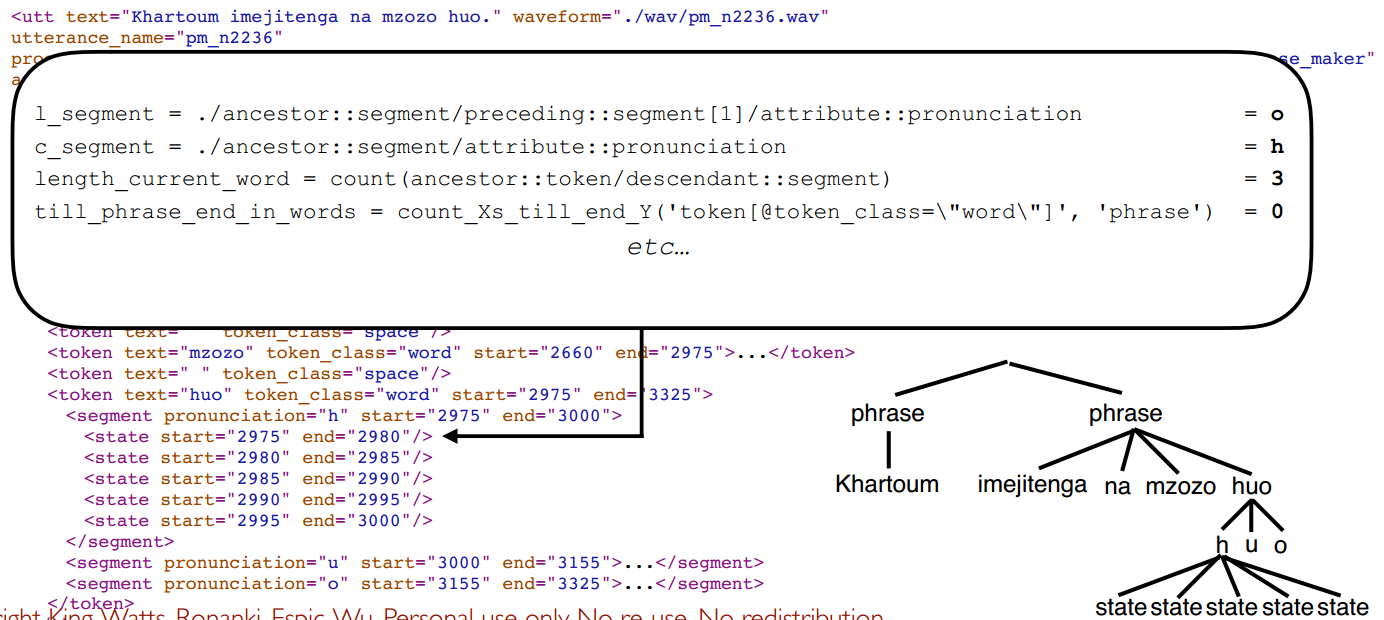 <utt text="Khartoum imejitenga na mzozo huo." waveform="./wav/pm_n2236.wav"
utterance_name="pm_n2236"
se_maker"
l_segment = ./ancestor::segment/preceding::segment[1]/attribute::pronunciation = o
c_segment = ./ancestor::segment/attribute::pronunciation = h
length_current_word = count(ancestor::token/descendant::segment) = 3
till_phrase_end_in_words = count_Xs_till_end_Y('token[@token_class=\"word\"]', 'phrase') = 0
etc…
<token text=" token_class="space"/>
<token text="mzozo" token_class="word" start="2660" end="2975">...</token>
<token text=" " token_class="space"/>
<token text="huo" token_class="word" start="2975" end="3325">
<segment pronunciation="h" start="2975" end="3000">
<state start="2975" end="2980"/>
<state start="2980" end="2985"/>
<state start="2985" end="2990"/>
<state start="2990" end="2995"/>
<state start="2995" end="3000"/>
</segment>
<segment pronunciation="u" start="3000" end="3155">...</segment>
<segment pronunciation="o" start="3155" end="3325">...</segment>
</token>
phrase phrase
Khartoum imejitenga na mzozo huo
h u o
state state state state state
King Watts Ronanki Espic Wu Personal use only No re-use No redistribution